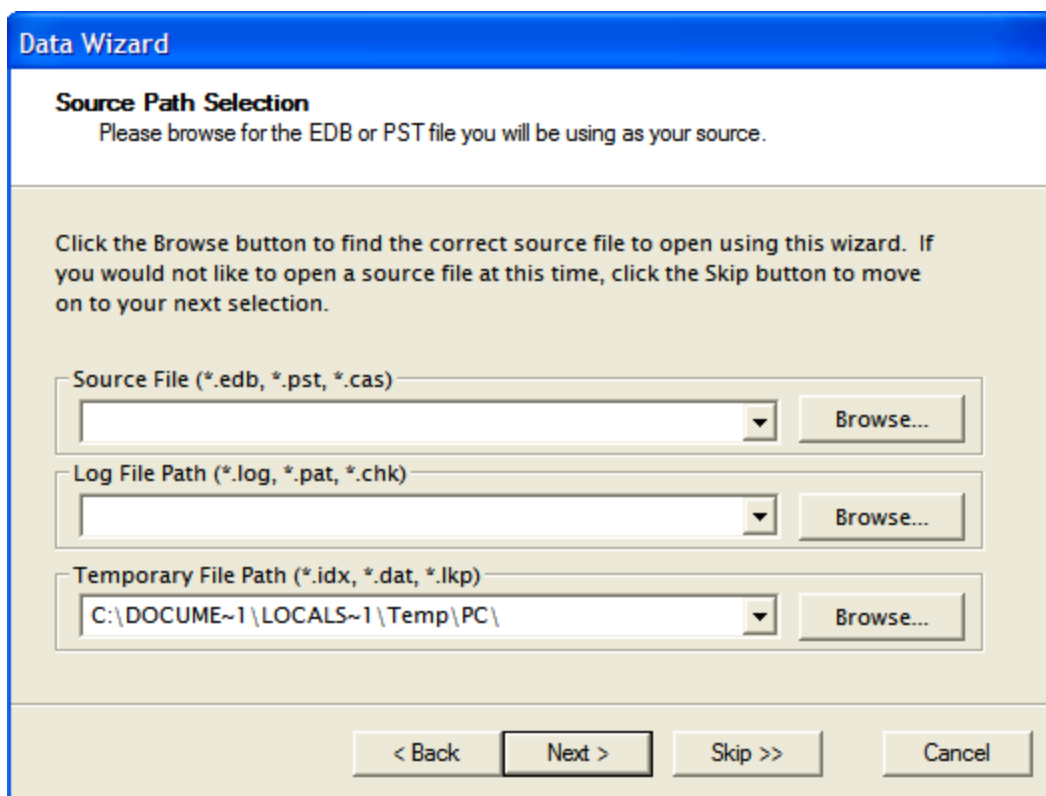 Data Wizard
Source Path Selection
Please browse for the EDB or PST file you will be using as your source.
Click the Browse button to find the correct source file to open using this wizard.  If
you would not like to open a source file at this time, click the Skip button to move
on to your next selection.
Source File (*.edb, *.pst, *.cas)
Browse...
Log File Path (*.log, *.pat, *.chk)
Browse...
Temporary File Path (*.idx, *.dat, *.lkp)
C:\DOCUME~1\LOCALS~1\Temp\PC\ Browse...
< Back Next > Skip >> Cancel